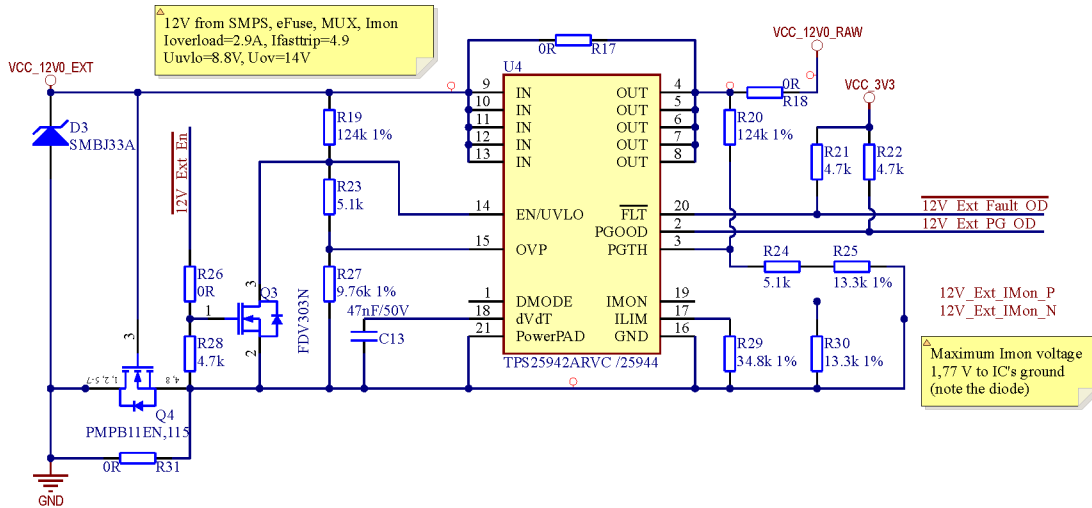 12V from SMPS, eFuse, MUX, Imon
Ioverload=2.9A, Ifasttrip=4.9
Uuvlo=8.8V, Uov=14V
VCC_12V0_EXT
VCC_12V0_RAW
VCC_3V3
0R
R17
U4
TPS25942ARVC /25944
9
IN
10
IN
11
IN
12
IN
13
IN
14
EN/UVLO
15
OVP
1
DMODE
18
dVdT
21
PowerPAD
4
OUT
5
OUT
6
OUT
7
OUT
8
OUT
20
FLT
2
PGOOD
3
PGTH
19
IMON
17
ILIM
16
GND
D3
SMBJ33A
12V_Ext_En
R19
124k 1%
R23
5.1k
R27
9.76k 1%
47nF/50V
C13
R26
0R
R28
4.7k
Q3
FDV303N
3
1
2
3
1, 2, 5-7
4,8
Q4
PMPB11EN,115
0R
R31
GND
0R
R18
R20
124k 1%
R21
4.7k
R22
4.7k
12V_Ext_Fault_OD
12V_Ext_PG_OD
R24
5.1k
R25
13.3k 1%
R29
34.8k 1%
R30
13.3k 1%
12V_Ext_IMon_P
12V_Ext_IMon_N
Maximum Imon voltage
1,77 V to IC's ground
(note the diode)